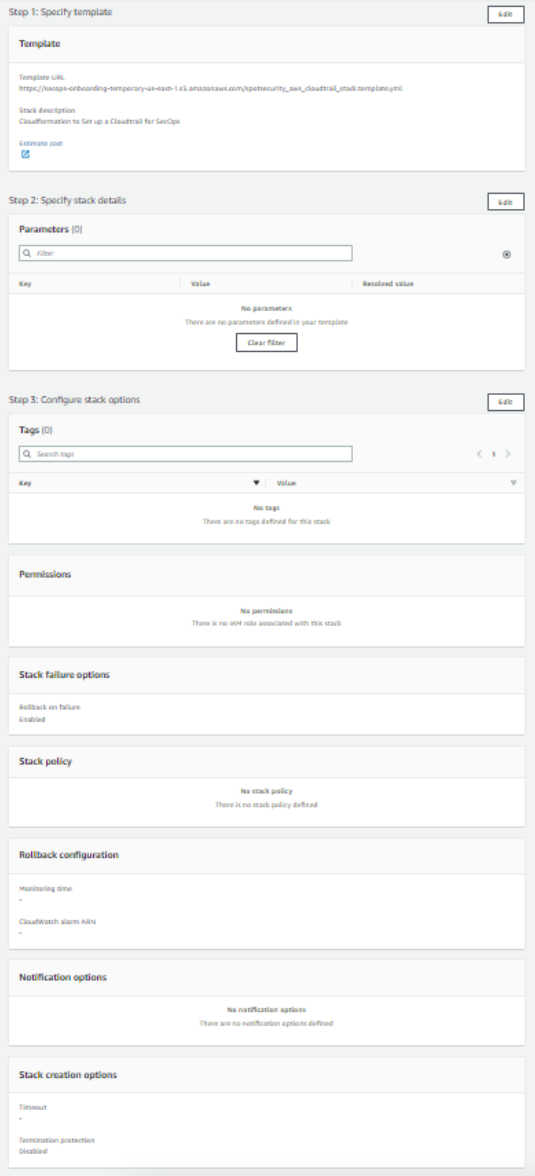 Step 1: Specify template
Edit
Template
Template URL
https://secops-onboarding-temporary-us-east-1.s3.amazonaws.com/spotsecurity_aws_cloudtrail_stack.template.yml
Stack description
Cloudformation to Set up a Cloudtrail for SecOps
Estimate cost
Step 2: Specify stack details
Edit
Parameters (0)
Filter
Key Value Resolved value
No parameters
There are no parameters defined in your template
Clear filter
Step 3: Configure stack options
Edit
Tags (0)
Search tags
1
Key Value
No tags
There are no tags defined for this stack
Permissions
No permissions
There is no IAM role associated with this stack
Stack failure options
Rollback on failure
Enabled
Stack policy
No stack policy
There is no stack policy defined
Rollback configuration
Monitoring time
-
CloudWatch alarm ARN
-
Notification options
No notification options
There are no notification options defined
Stack creation options
Timeout
-
Termination protection
Disabled